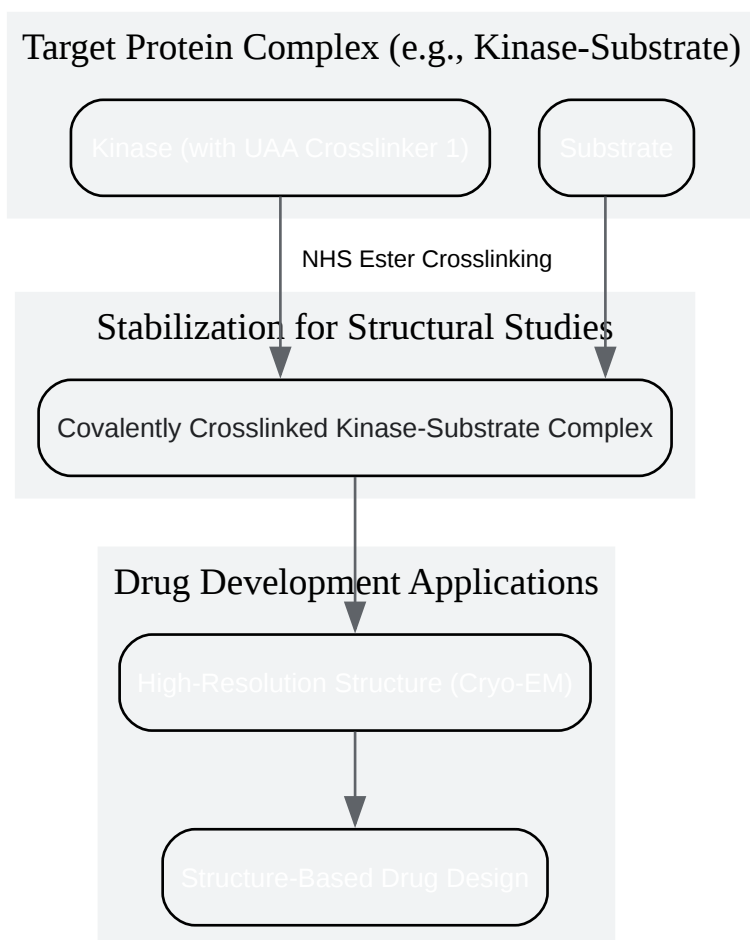 Target Protein Complex (e.g., Kinase-Substrate)
Kinase (with UAA Crosslinker 1)
Substrate
NHS Ester Crosslinking
Stabilization for Structural Studies
Covalently Crosslinked Kinase-Substrate Complex
Drug Development Applications
High-Resolution Structure (Cryo-EM)
Structure-Based Drug Design